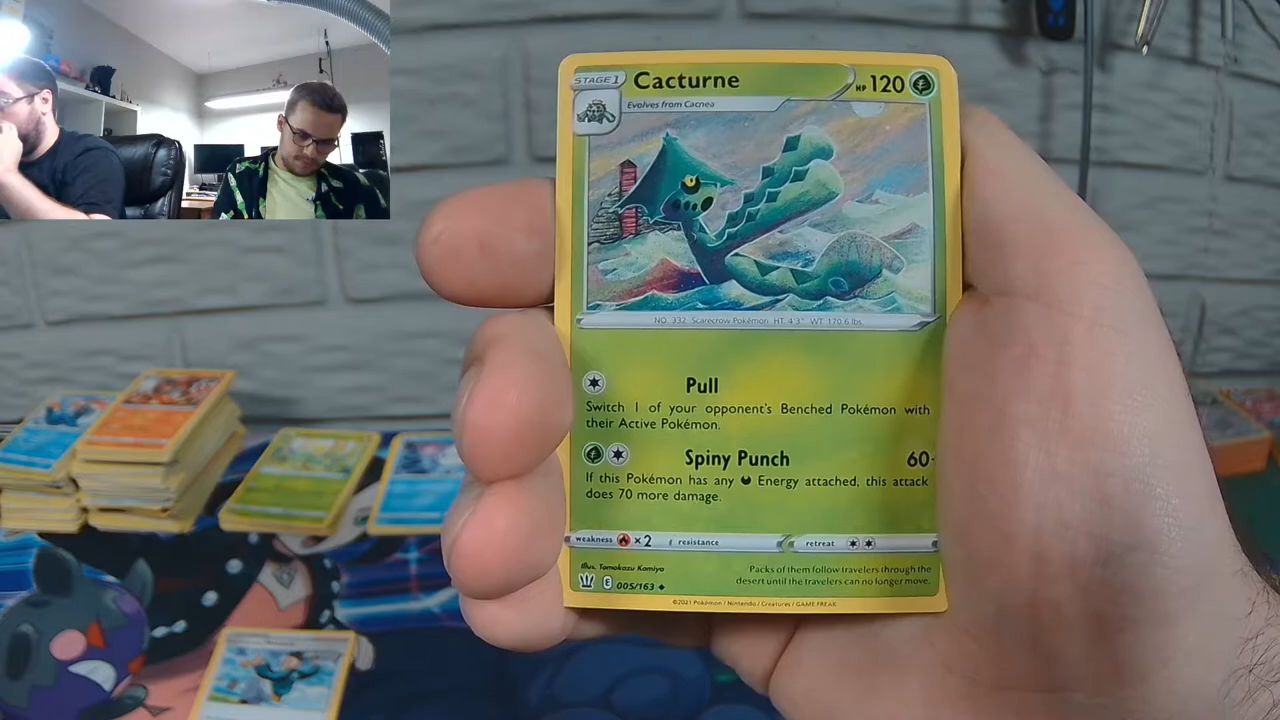 STAGE 1 Cacturne HP 120
Evolves from Cacnea
NO. 332 Scarecrow Pokémon HT: 4'3" WT: 170.6 lbs.
Pull
Switch 1 of your opponent's Benched Pokémon with
their Active Pokémon.
Spiny Punch 60+
If this Pokémon has any Energy attached, this attack
does 70 more damage.
weakness ×2 resistance retreat
Illus. Tomokazu Komiya
Packs of them follow travelers through the
desert until the travelers can no longer move.
E 005/163
©2021 Pokémon / Nintendo / Creatures / GAME FREAK